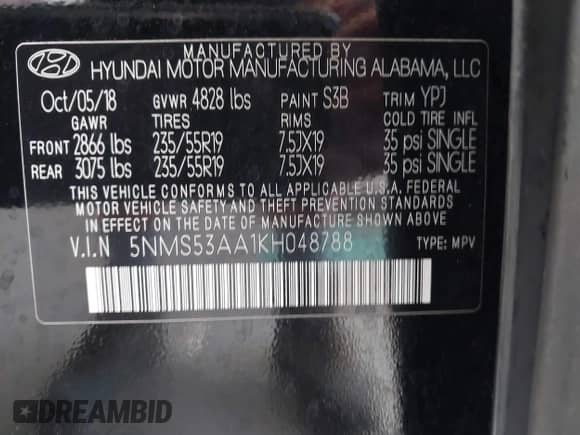 MANUFACTURED BY
HYUNDAI MOTOR MANUFACTURING ALABAMA, LLC
Oct/05/18 GVWR 4828 lbs PAINT S3B TRIM YPJ
GAWR TIRES RIMS COLD TIRE INFL
FRONT 2866 lbs 235/55R19 7.5JX19 35 psi SINGLE
REAR 3075 lbs 235/55R19 7.5JX19 35 psi SINGLE
THIS VEHICLE CONFORMS TO ALL APPLICABLE U.S.A. FEDERAL
MOTOR VEHICLE SAFETY AND THEFT PREVENTION STANDARDS
IN EFFECT ON THE DATE OF MANUFACTURE SHOWN ABOVE.
V.I.N 5NMS53AA1KH048788 TYPE: MPV
DREAMBID